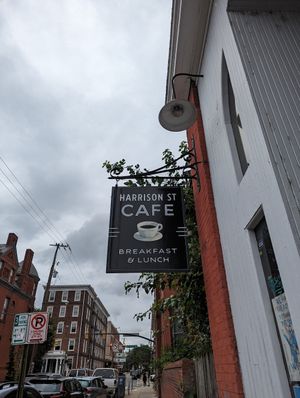 HARRISON ST
CAFE
BREAKFAST
& LUNCH